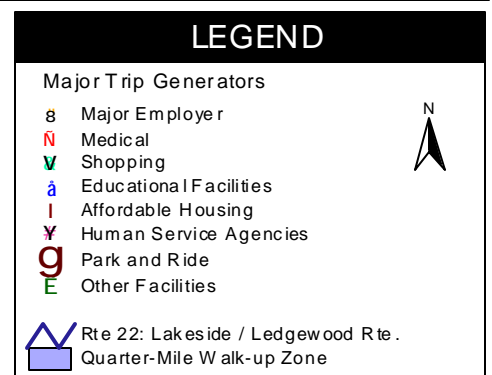 LEGEND
Major Trip Generators
N
8 Major Employer
Ñ Medical
V Shopping
å Educational Facilities
I Affordable Housing
¥ Human Service Agencies
g Park and Ride
E Other Facilities
Rte 22: Lakeside / Ledgewood Rte.
Quarter-Mile Walk-up Zone